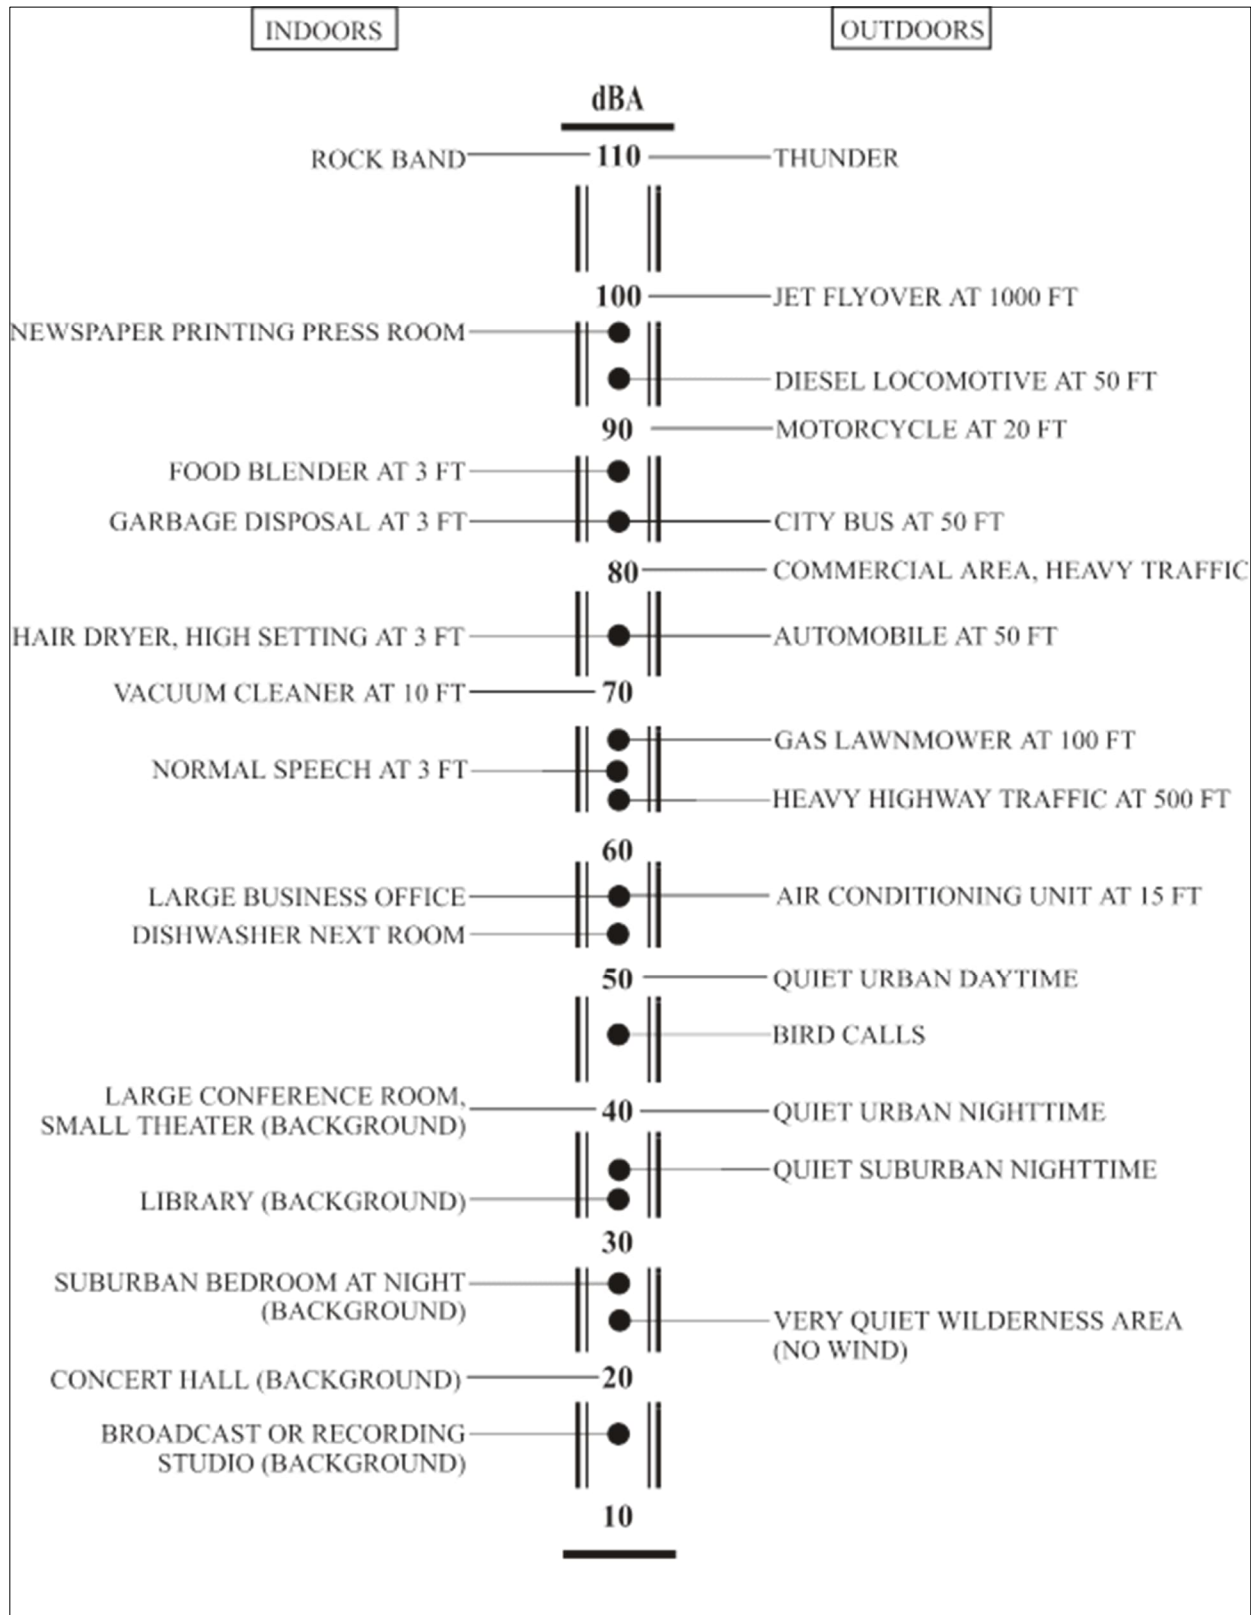 INDOORS
OUTDOORS
dBA
ROCK BAND 110 THUNDER
100 JET FLYOVER AT 1000 FT
NEWSPAPER PRINTING PRESS ROOM
DIESEL LOCOMOTIVE AT 50 FT
90 MOTORCYCLE AT 20 FT
FOOD BLENDER AT 3 FT
GARBAGE DISPOSAL AT 3 FT CITY BUS AT 50 FT
80 COMMERCIAL AREA, HEAVY TRAFFIC
HAIR DRYER, HIGH SETTING AT 3 FT AUTOMOBILE AT 50 FT
VACUUM CLEANER AT 10 FT 70
GAS LAWNMOWER AT 100 FT
NORMAL SPEECH AT 3 FT
HEAVY HIGHWAY TRAFFIC AT 500 FT
60
LARGE BUSINESS OFFICE AIR CONDITIONING UNIT AT 15 FT
DISHWASHER NEXT ROOM
50 QUIET URBAN DAYTIME
BIRD CALLS
LARGE CONFERENCE ROOM,
SMALL THEATER (BACKGROUND) 40 QUIET URBAN NIGHTTIME
QUIET SUBURBAN NIGHTTIME
LIBRARY (BACKGROUND)
30
SUBURBAN BEDROOM AT NIGHT
(BACKGROUND)
VERY QUIET WILDERNESS AREA
(NO WIND)
CONCERT HALL (BACKGROUND) 20
BROADCAST OR RECORDING
STUDIO (BACKGROUND)
10